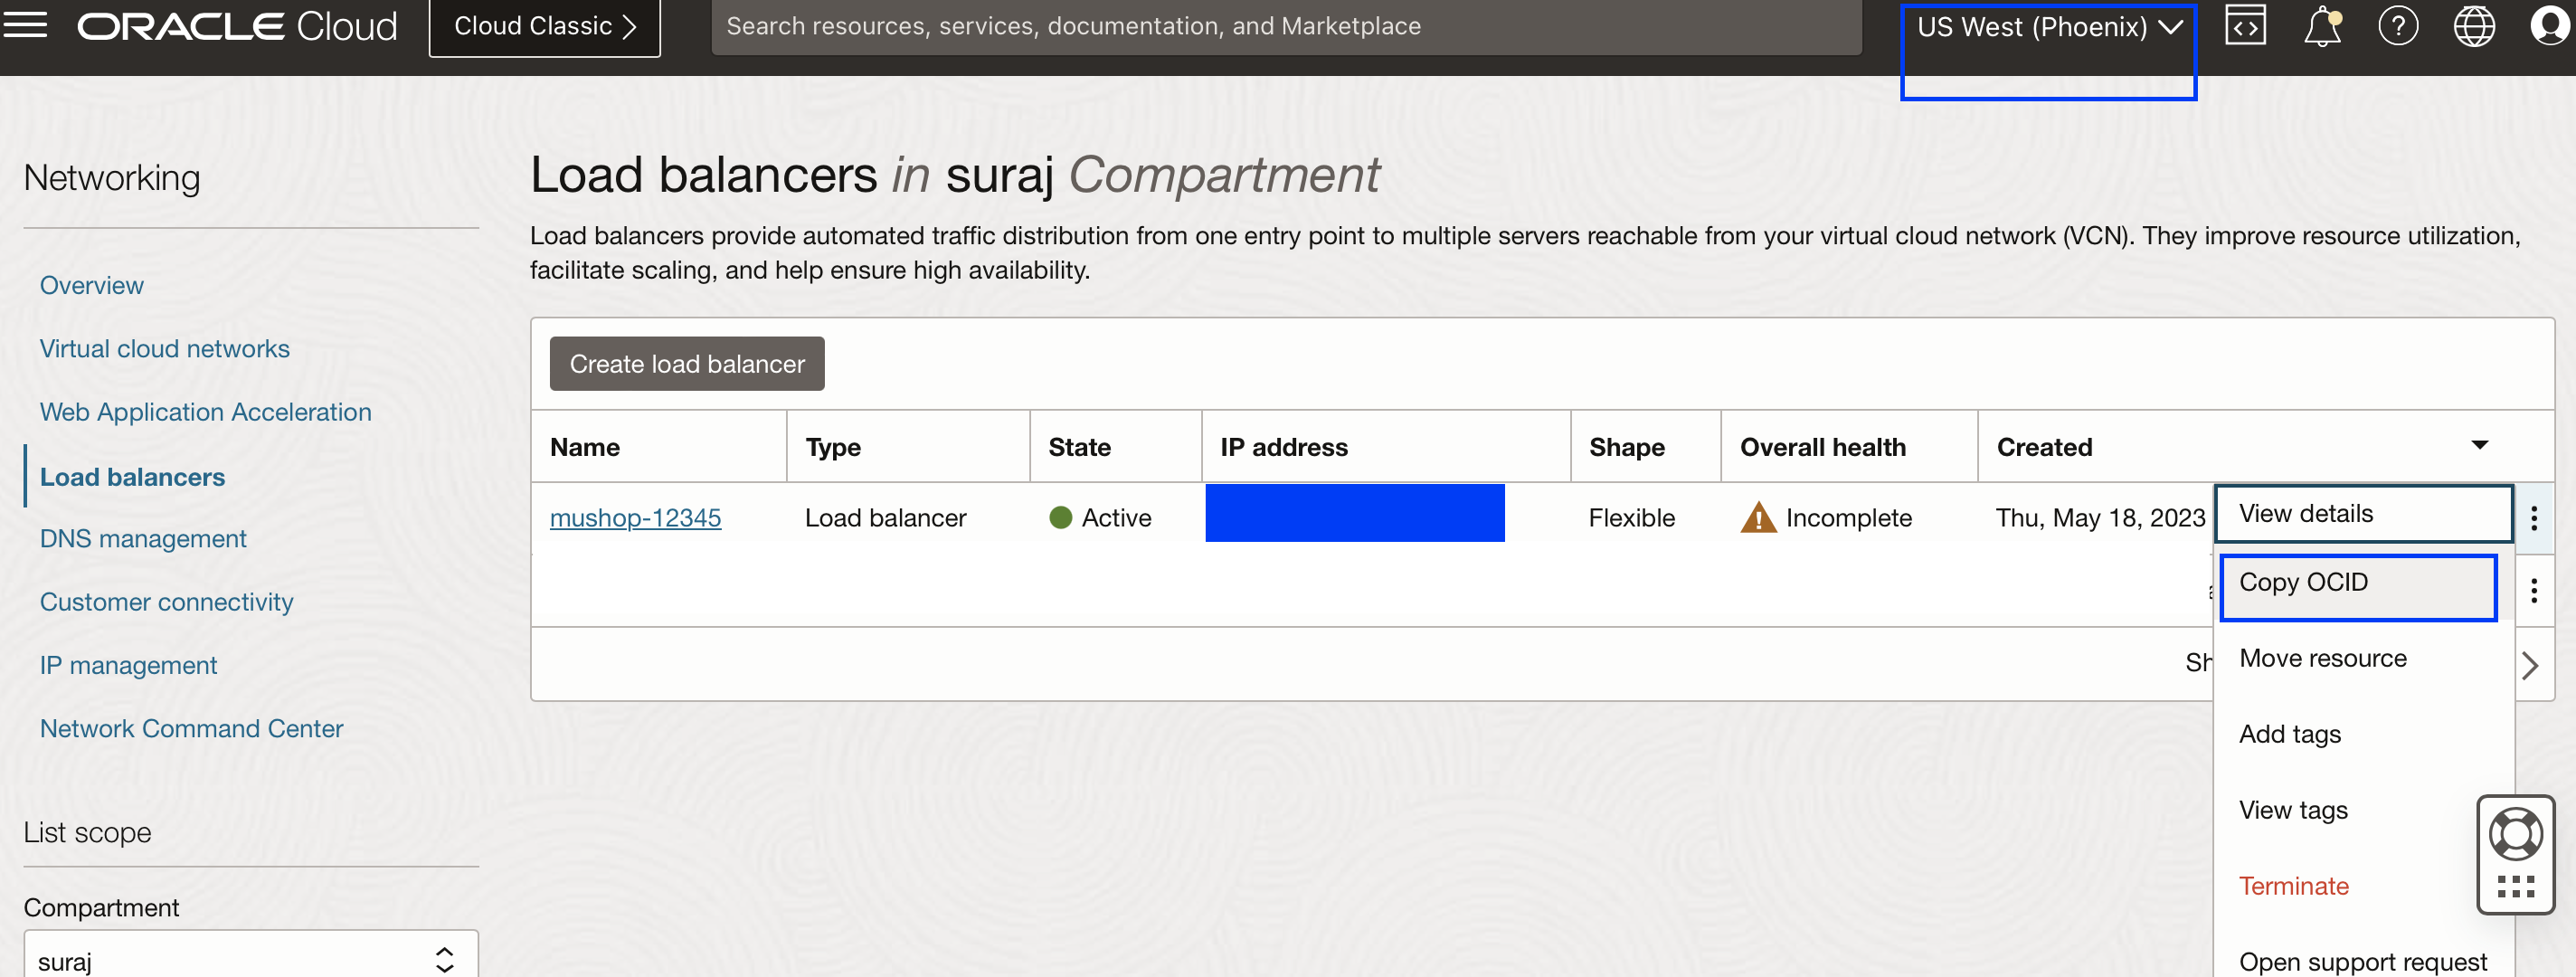 ORACLE Cloud
Cloud Classic
Search resources, services, documentation, and Marketplace
US West (Phoenix)
Networking
Overview
Virtual cloud networks
Web Application Acceleration
Load balancers
DNS management
Customer connectivity
IP management
Network Command Center
List scope
Compartment
suraj
Load balancers in suraj Compartment
Load balancers provide automated traffic distribution from one entry point to multiple servers reachable from your virtual cloud network (VCN). They improve resource utilization,
facilitate scaling, and help ensure high availability.
Create load balancer
Name Type State IP address Shape Overall health Created
mushop-12345 Load balancer Active Flexible Incomplete Thu, May 18, 2023
View details
Copy OCID
Move resource
Add tags
View tags
Terminate
Open support request